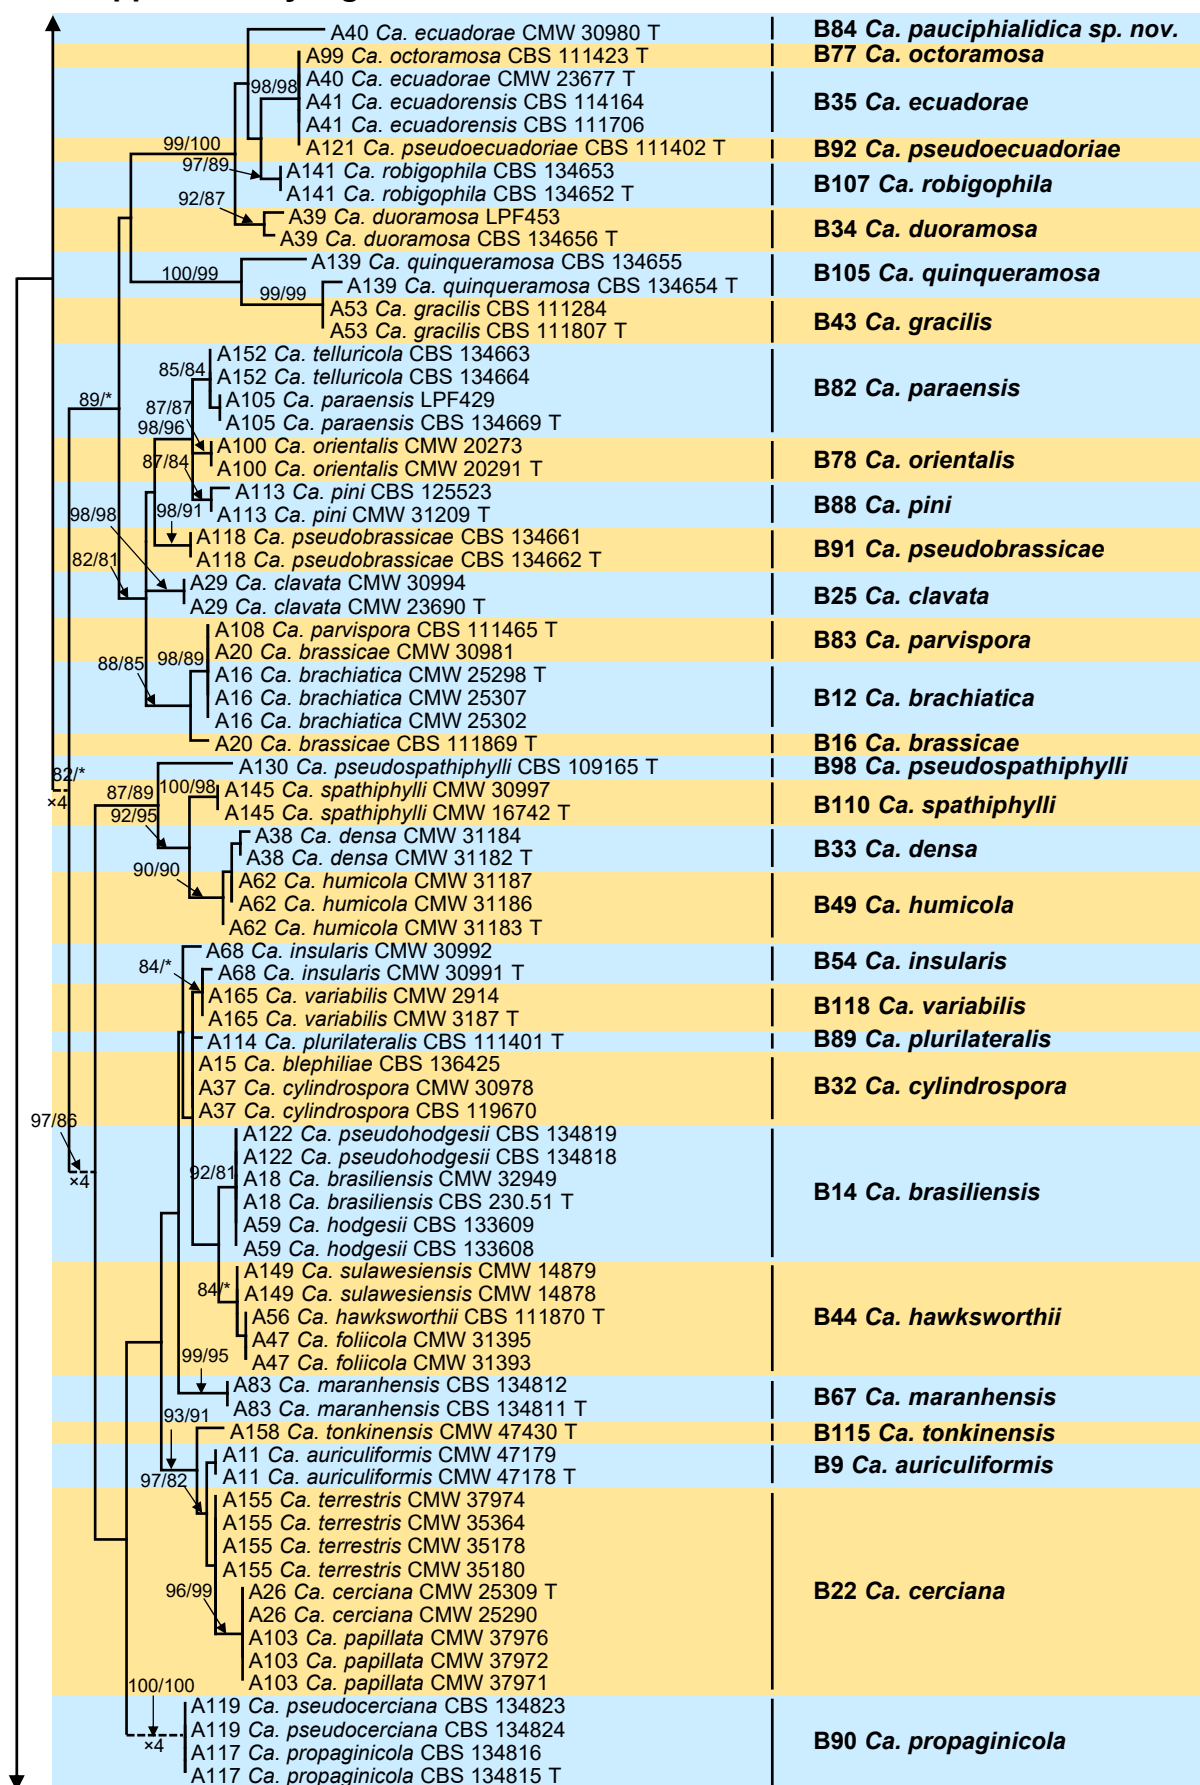 A40 Ca. ecuadorae CMW 30980 T B84 Ca. pauciphialidica sp. nov.
A99 Ca. octoramosa CBS 111423 T B77 Ca. octoramosa
98/98 A40 Ca. ecuadorae CMW 23677 T
A41 Ca. ecuadorensis CBS 114164 B35 Ca. ecuadorae
A41 Ca. ecuadorensis CBS 111706
99/100 A121 Ca. pseudoecuadoriae CBS 111402 T B92 Ca. pseudoecuadoriae
97/89 A141 Ca. robigophila CBS 134653
A141 Ca. robigophila CBS 134652 T B107 Ca. robigophila
92/87 A39 Ca. duoramosa LPF453
A39 Ca. duoramosa CBS 134656 T B34 Ca. duoramosa
100/99 A139 Ca. quinqueramosa CBS 134655 B105 Ca. quinqueramosa
99/99 A139 Ca. quinqueramosa CBS 134654 T
A53 Ca. gracilis CBS 111284 B43 Ca. gracilis
A53 Ca. gracilis CBS 111807 T
A152 Ca. telluricola CBS 134663
85/84 A152 Ca. telluricola CBS 134664 B82 Ca. paraensis
89/* 87/87 A105 Ca. paraensis LPF429
98/96 A105 Ca. paraensis CBS 134669 T
A100 Ca. orientalis CMW 20273 B78 Ca. orientalis
87/84 A100 Ca. orientalis CMW 20291 T
A113 Ca. pini CBS 125523 B88 Ca. pini
98/98 98/91 A113 Ca. pini CMW 31209 T
A118 Ca. pseudobrassicae CBS 134661 B91 Ca. pseudobrassicae
82/81 A118 Ca. pseudobrassicae CBS 134662 T
A29 Ca. clavata CMW 30994 B25 Ca. clavata
A29 Ca. clavata CMW 23690 T
A108 Ca. parvispora CBS 111465 T B83 Ca. parvispora
88/85 98/89 A20 Ca. brassicae CMW 30981
A16 Ca. brachiatica CMW 25298 T
A16 Ca. brachiatica CMW 25307 B12 Ca. brachiatica
A16 Ca. brachiatica CMW 25302
A20 Ca. brassicae CBS 111869 T B16 Ca. brassicae
82/* A130 Ca. pseudospathiphylli CBS 109165 T B98 Ca. pseudospathiphylli
×4 87/89 100/98 A145 Ca. spathiphylli CMW 30997 B110 Ca. spathiphylli
92/95 A145 Ca. spathiphylli CMW 16742 T
A38 Ca. densa CMW 31184 B33 Ca. densa
A38 Ca. densa CMW 31182 T
90/90 A62 Ca. humicola CMW 31187
A62 Ca. humicola CMW 31186 B49 Ca. humicola
A62 Ca. humicola CMW 31183 T
A68 Ca. insularis CMW 30992 B54 Ca. insularis
84/* A68 Ca. insularis CMW 30991 T
A165 Ca. variabilis CMW 2914 B118 Ca. variabilis
A165 Ca. variabilis CMW 3187 T
A114 Ca. plurilateralis CBS 111401 T B89 Ca. plurilateralis
A15 Ca. blephiliae CBS 136425
A37 Ca. cylindrospora CMW 30978 B32 Ca. cylindrospora
A37 Ca. cylindrospora CBS 119670
97/86 A122 Ca. pseudohodgesii CBS 134819
A122 Ca. pseudohodgesii CBS 134818
×4 92/81 A18 Ca. brasiliensis CMW 32949 B14 Ca. brasiliensis
A18 Ca. brasiliensis CBS 230.51 T
A59 Ca. hodgesii CBS 133609
A59 Ca. hodgesii CBS 133608
A149 Ca. sulawesiensis CMW 14879
84/* A149 Ca. sulawesiensis CMW 14878
A56 Ca. hawksworthii CBS 111870 T B44 Ca. hawksworthii
A47 Ca. foliicola CMW 31395
99/95 A47 Ca. foliicola CMW 31393
A83 Ca. maranhensis CBS 134812 B67 Ca. maranhensis
93/91 A83 Ca. maranhensis CBS 134811 T
A158 Ca. tonkinensis CMW 47430 T B115 Ca. tonkinensis
A11 Ca. auriculiformis CMW 47179 B9 Ca. auriculiformis
97/82 A11 Ca. auriculiformis CMW 47178 T
A155 Ca. terrestris CMW 37974
A155 Ca. terrestris CMW 35364
A155 Ca. terrestris CMW 35178
A155 Ca. terrestris CMW 35180
96/99 A26 Ca. cerciana CMW 25309 T B22 Ca. cerciana
A26 Ca. cerciana CMW 25290
A103 Ca. papillata CMW 37976
A103 Ca. papillata CMW 37972
100/100 A103 Ca. papillata CMW 37971
A119 Ca. pseudocerciana CBS 134823
A119 Ca. pseudocerciana CBS 134824
×4 A117 Ca. propaginicola CBS 134816 B90 Ca. propaginicola
A117 Ca. propaginicola CBS 134815 T